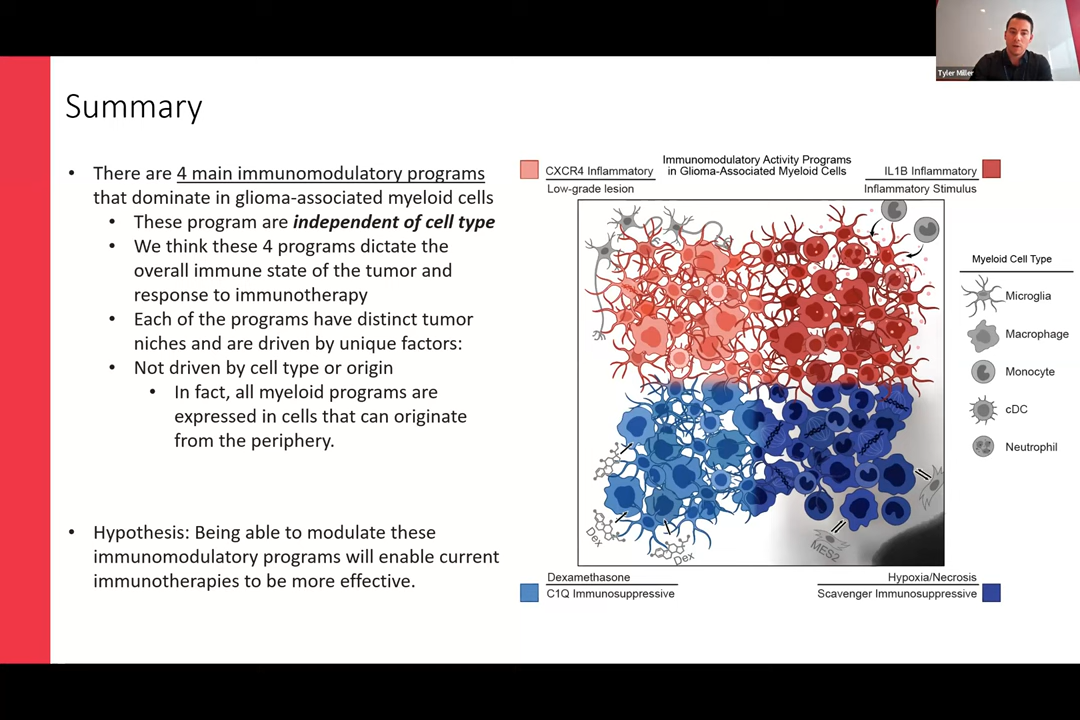 Tyler Miller
Summary
• There are 4 main immunomodulatory programs
that dominate in glioma-associated myeloid cells
• These program are independent of cell type
• We think these 4 programs dictate the
overall immune state of the tumor and
response to immunotherapy
• Each of the programs have distinct tumor
niches and are driven by unique factors:
• Not driven by cell type or origin
• In fact, all myeloid programs are
expressed in cells that can originate
from the periphery.
• Hypothesis: Being able to modulate these
immunomodulatory programs will enable current
immunotherapies to be more effective.
Immunomodulatory Activity Programs
in Glioma-Associated Myeloid Cells
CXCR4 Inflammatory
Low-grade lesion
IL1B Inflammatory
Inflammatory Stimulus
Dex
Dex
MES2
Dexamethasone
C1Q Immunosuppressive
Hypoxia/Necrosis
Scavenger Immunosuppressive
Myeloid Cell Type
Microglia
Macrophage
Monocyte
cDC
Neutrophil